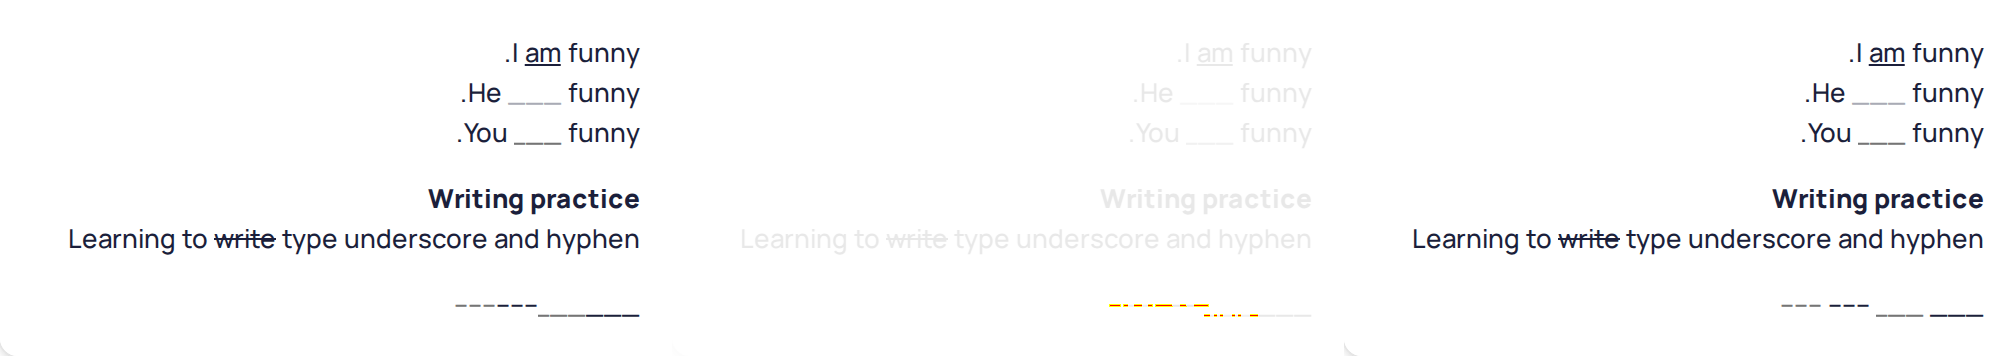 .I am funny
.He ___ funny
.You ___ funny
Writing practice
Learning to write type underscore and hyphen
------______
.I am funny
.He ___ funny
.You ___ funny
Writing practice
Learning to write type underscore and hyphen
.I am funny
.He ___ funny
.You ___ funny
Writing practice
Learning to write type underscore and hyphen
--- --- ___ ___